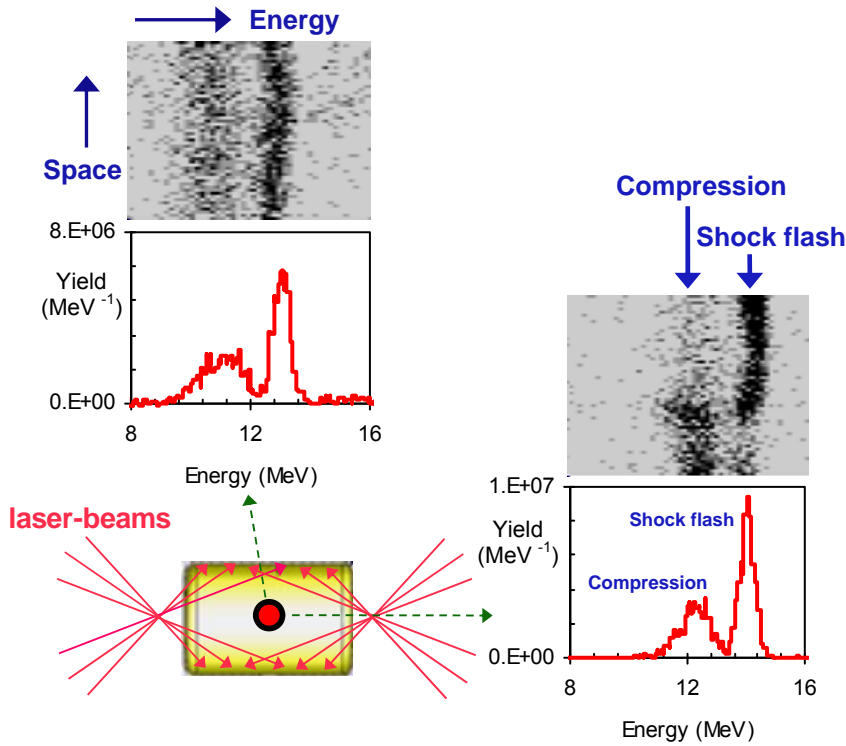 Energy
Space
8.E+06
Yield
(MeV -1)
0.E+00
8 12 16
Energy (MeV)
Compression
Shock flash
1.E+07
Yield
(MeV -1)
Shock flash
Compression
0.E+00
8 12 16
Energy (MeV)
laser-beams